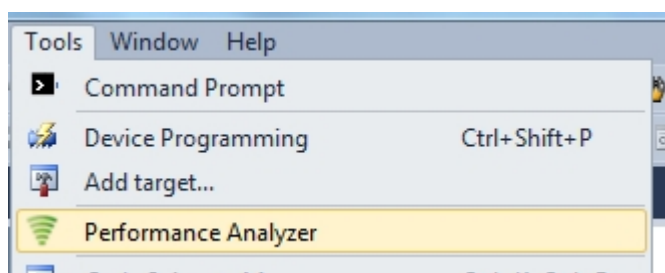 Tools Window Help
Command Prompt
Device Programming Ctrl+Shift+P
Add target...
Performance Analyzer